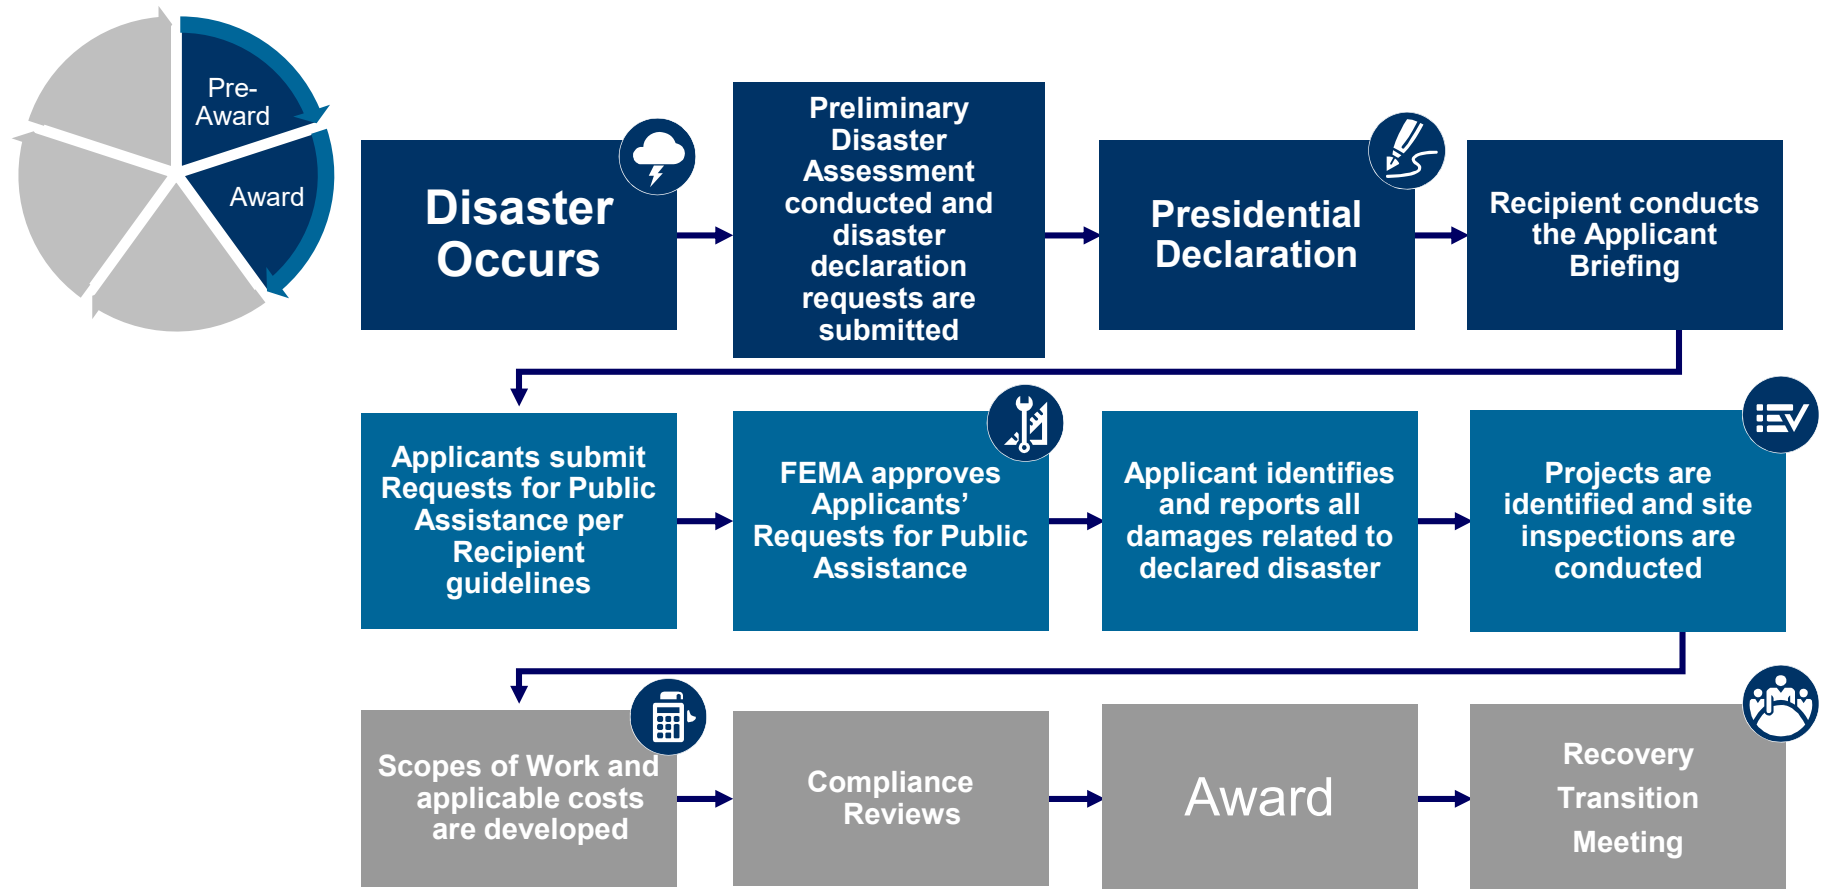 Pre-
Award
Award
Disaster
Occurs
Preliminary
Disaster
Assessment
conducted and
disaster
declaration
requests are
submitted
Presidential
Declaration
Recipient conducts
the Applicant
Briefing
Applicants submit
Requests for Public
Assistance per
Recipient
guidelines
FEMA approves
Applicants’
Requests for Public
Assistance
Applicant identifies
and reports all
damages related to
declared disaster
Projects are
identified and site
inspections are
conducted
Scopes of Work and
applicable costs
are developed
Compliance
Reviews
Award
Recovery
Transition
Meeting